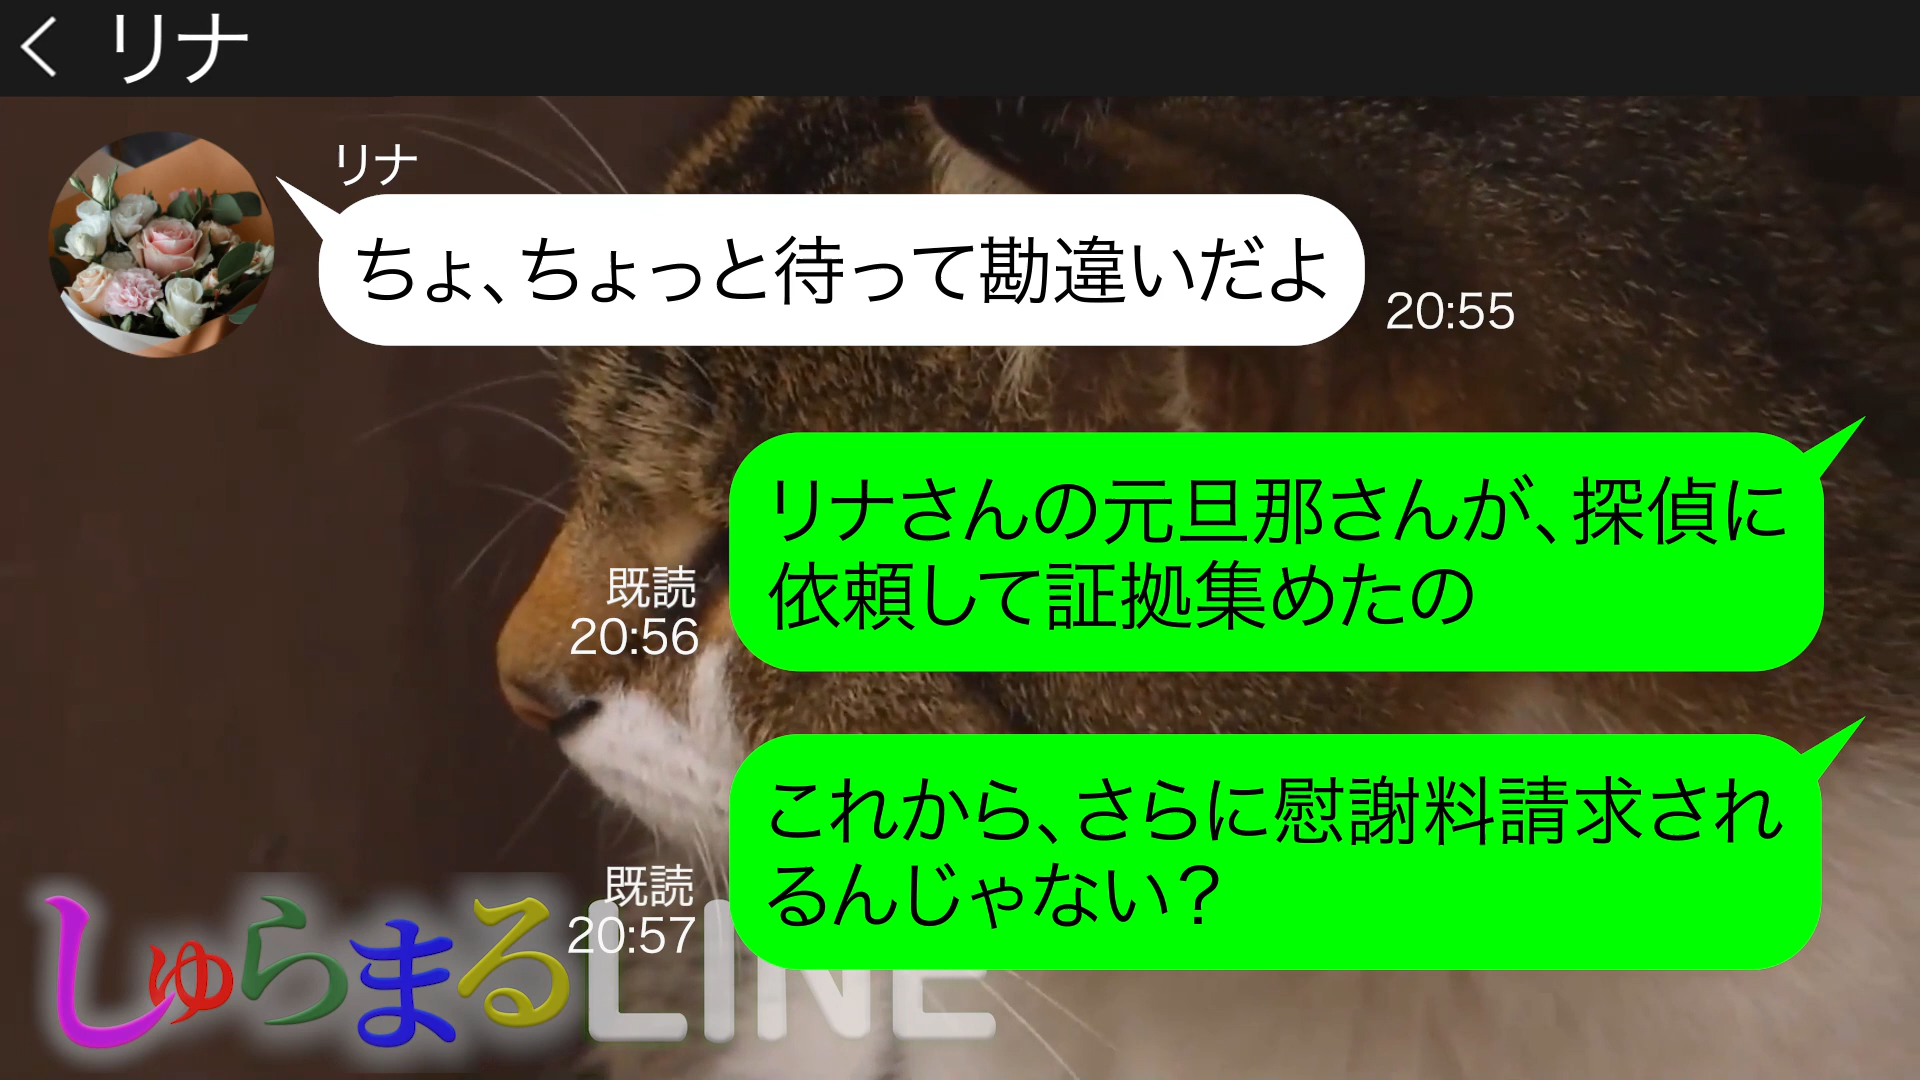 リナ
リナ
ちょ、ちょっと待って勘違いだよ
20:55
リナさんの元旦那さんが、探偵に
依頼して証拠集めたの
既読
20:56
これから、さらに慰謝料請求され
るんじゃない？
既読
20:57
しゅらまるLINE